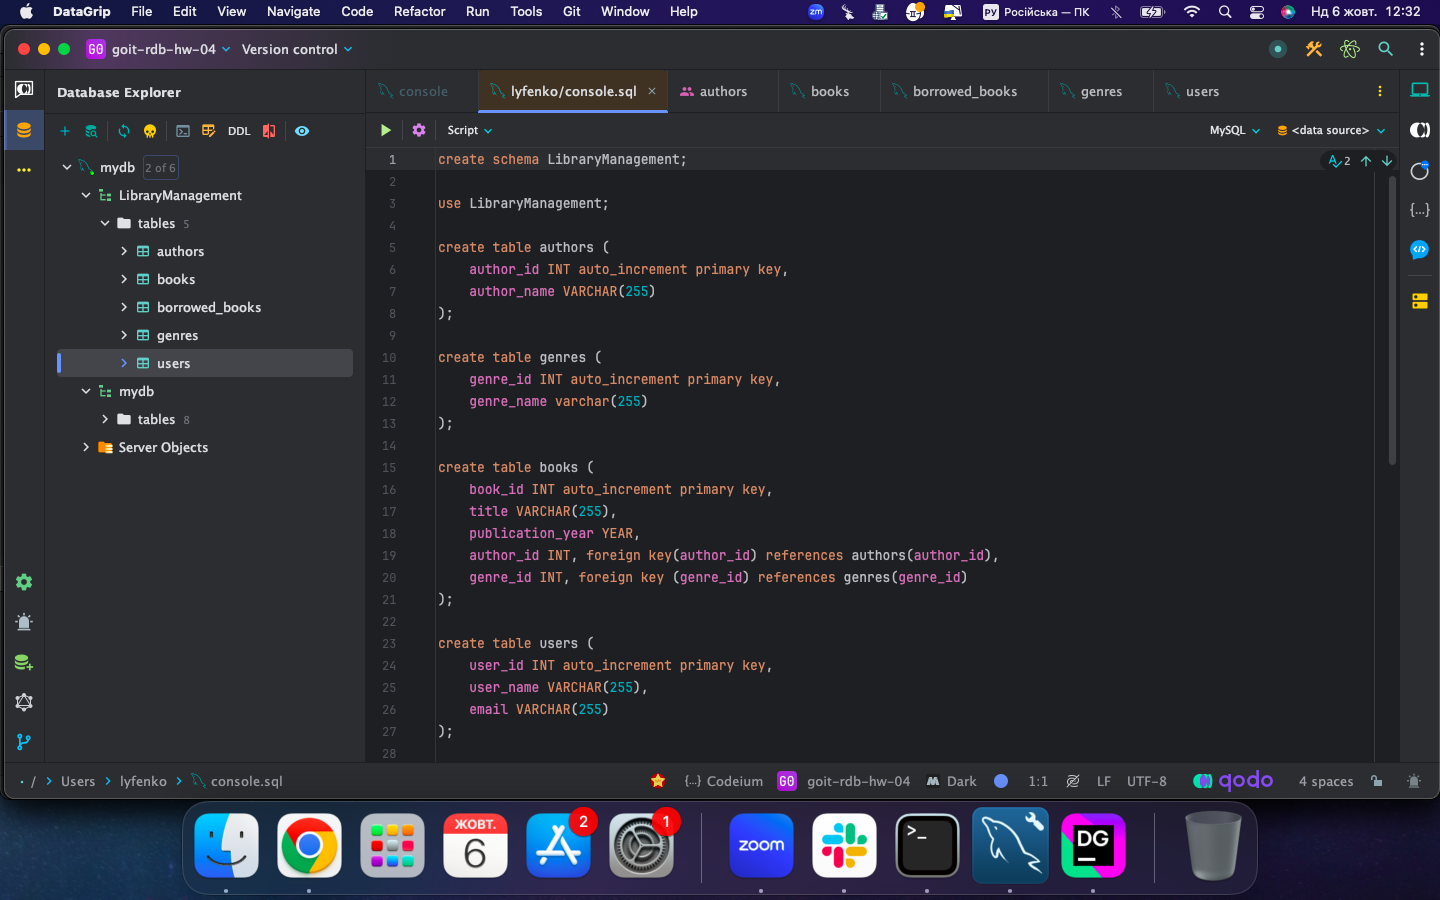 DataGrip File Edit View Navigate Code Refactor Run Tools Git Window Help zm РУ Російська — ПК Нд 6 жовт. 12:32
GO goit-rdb-hw-04 Version control
Database Explorer
console lyfenko/console.sql × authors books borrowed_books genres users
DDL Script MySQL <data source>
mydb 2 of 6
LibraryManagement
tables 5
authors
books
borrowed_books
genres
users
mydb
tables 8
Server Objects
1 create schema LibraryManagement; 2
2
3 use LibraryManagement;
4
5 create table authors (
6 author_id INT auto_increment primary key,
7 author_name VARCHAR(255)
8 );
9
10 create table genres (
11 genre_id INT auto_increment primary key,
12 genre_name varchar(255)
13 );
14
15 create table books (
16 book_id INT auto_increment primary key,
17 title VARCHAR(255),
18 publication_year YEAR,
19 author_id INT, foreign key(author_id) references authors(author_id),
20 genre_id INT, foreign key (genre_id) references genres(genre_id)
21 );
22
23 create table users (
24 user_id INT auto_increment primary key,
25 user_name VARCHAR(255),
26 email VARCHAR(255)
27 );
28
/ Users lyfenko console.sql {...} Codeium GO goit-rdb-hw-04 M Dark 1:1 LF UTF-8 qodo 4 spaces
ЖОВТ. 6 2 1 zoom >_ DG